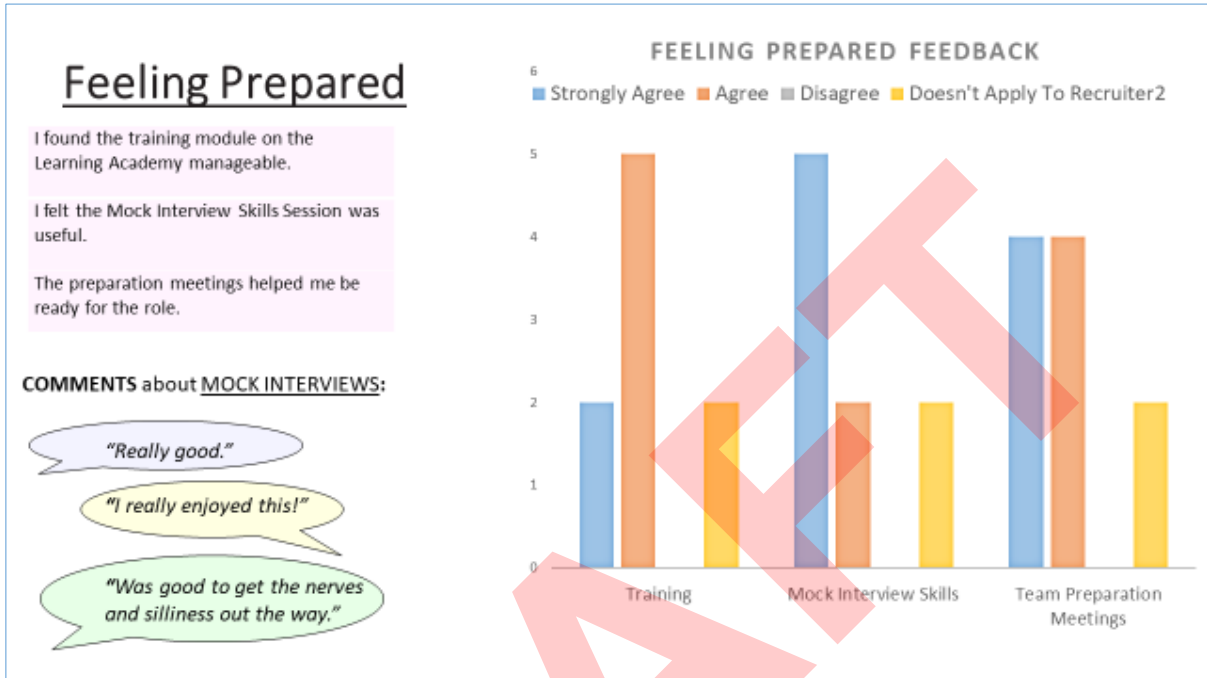 Feeling Prepared
I found the training module on the
Learning Academy manageable.
I felt the Mock Interview Skills Session was
useful.
The preparation meetings helped me be
ready for the role.
COMMENTS about MOCK INTERVIEWS:
“Really good.”
“I really enjoyed this!”
“Was good to get the nerves
and silliness out the way.”
FEELING PREPARED FEEDBACK
Strongly Agree Agree Disagree Doesn't Apply To Recruiter2
6
5
4
3
2
1
0
Training
Mock Interview Skills
Team Preparation
Meetings
AFT